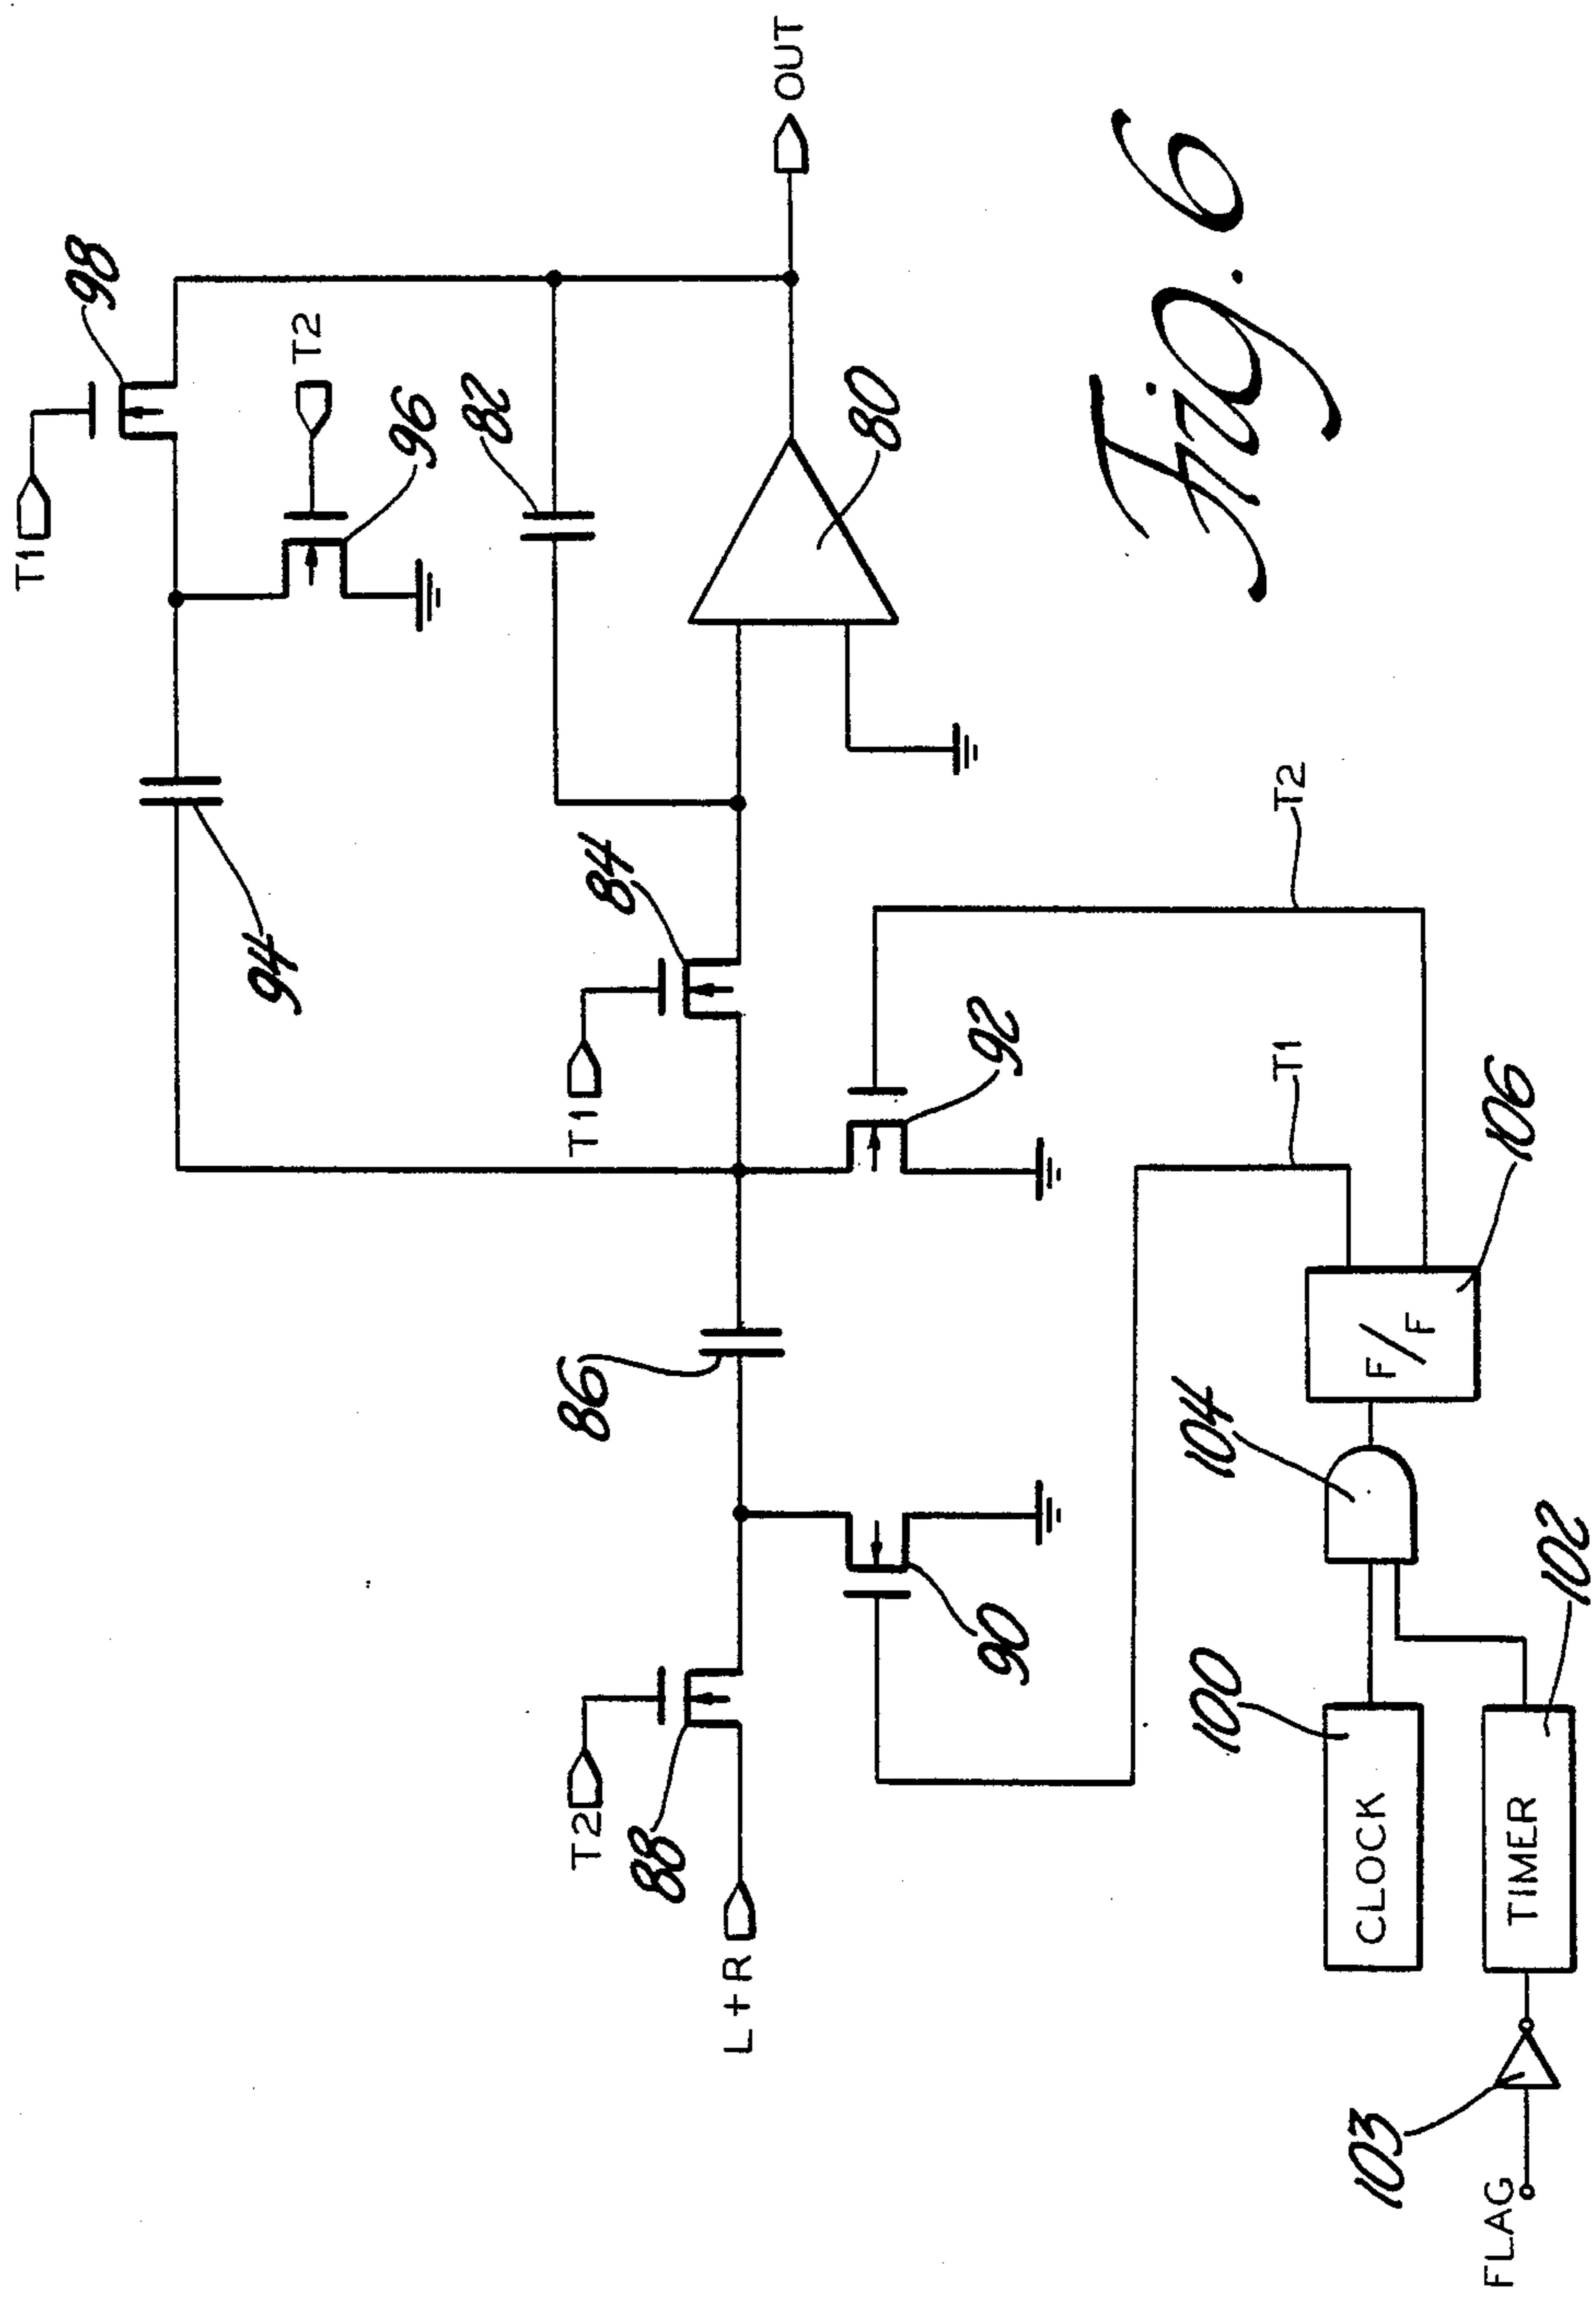 T1
98
T2
96
94
82
T1
84
80
OUT
86
92
T2
88
90
L+R
T1
T2
104
106
F/F
100
CLOCK
102
TIMER
103
FLAG
Fig. 6